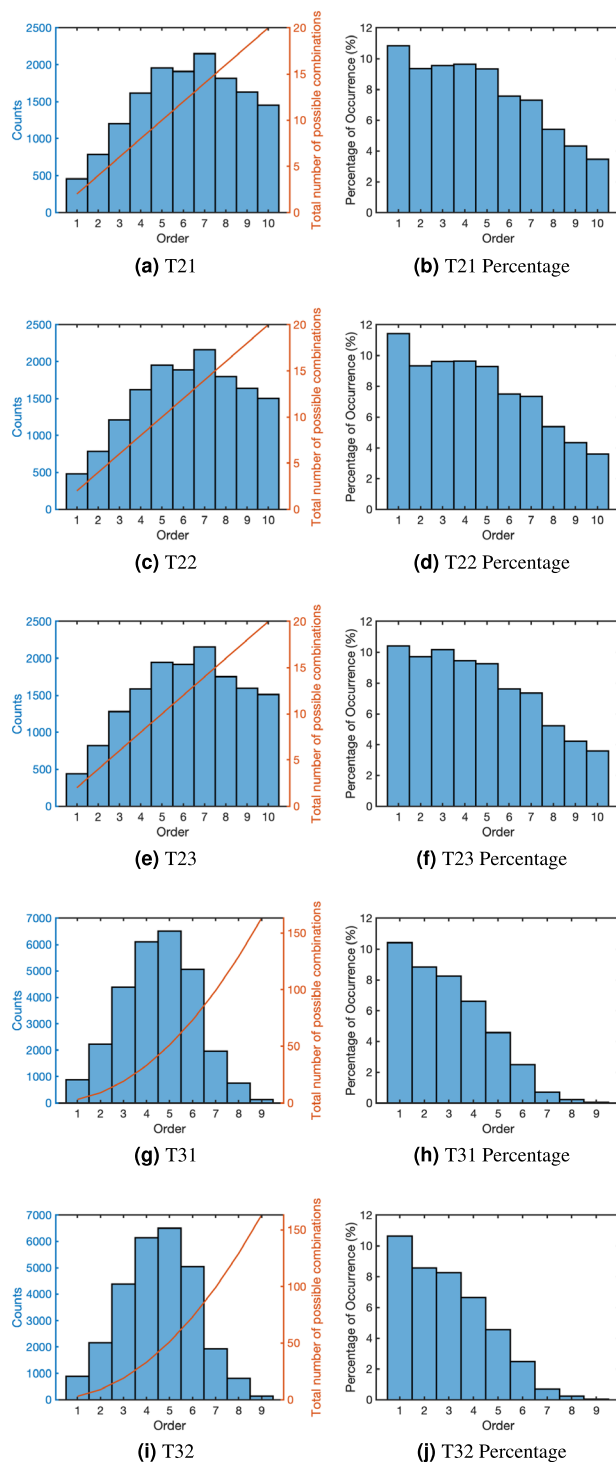 2500
2000
1500
1000
500
0
Counts
1 2 3 4 5 6 7 8 9 10
Order
20
15
10
5
0
Total number of possible combinations
(a) T21
12
10
8
6
4
2
0
Percentage of Occurrence (%)
1 2 3 4 5 6 7 8 9 10
Order
(b) T21 Percentage
2500
2000
1500
1000
500
0
Counts
1 2 3 4 5 6 7 8 9 10
Order
20
15
10
5
0
Total number of possible combinations
(c) T22
12
10
8
6
4
2
0
Percentage of Occurrence (%)
1 2 3 4 5 6 7 8 9 10
Order
(d) T22 Percentage
2500
2000
1500
1000
500
0
Counts
1 2 3 4 5 6 7 8 9 10
Order
20
15
10
5
0
Total number of possible combinations
(e) T23
12
10
8
6
4
2
0
Percentage of Occurrence (%)
1 2 3 4 5 6 7 8 9 10
Order
(f) T23 Percentage
7000
6000
5000
4000
3000
2000
1000
0
Counts
1 2 3 4 5 6 7 8 9
Order
150
100
50
0
Total number of possible combinations
(g) T31
12
10
8
6
4
2
0
Percentage of Occurrence (%)
1 2 3 4 5 6 7 8 9
Order
(h) T31 Percentage
7000
6000
5000
4000
3000
2000
1000
0
Counts
1 2 3 4 5 6 7 8 9
Order
150
100
50
0
Total number of possible combinations
(i) T32
12
10
8
6
4
2
0
Percentage of Occurrence (%)
1 2 3 4 5 6 7 8 9
Order
(j) T32 Percentage